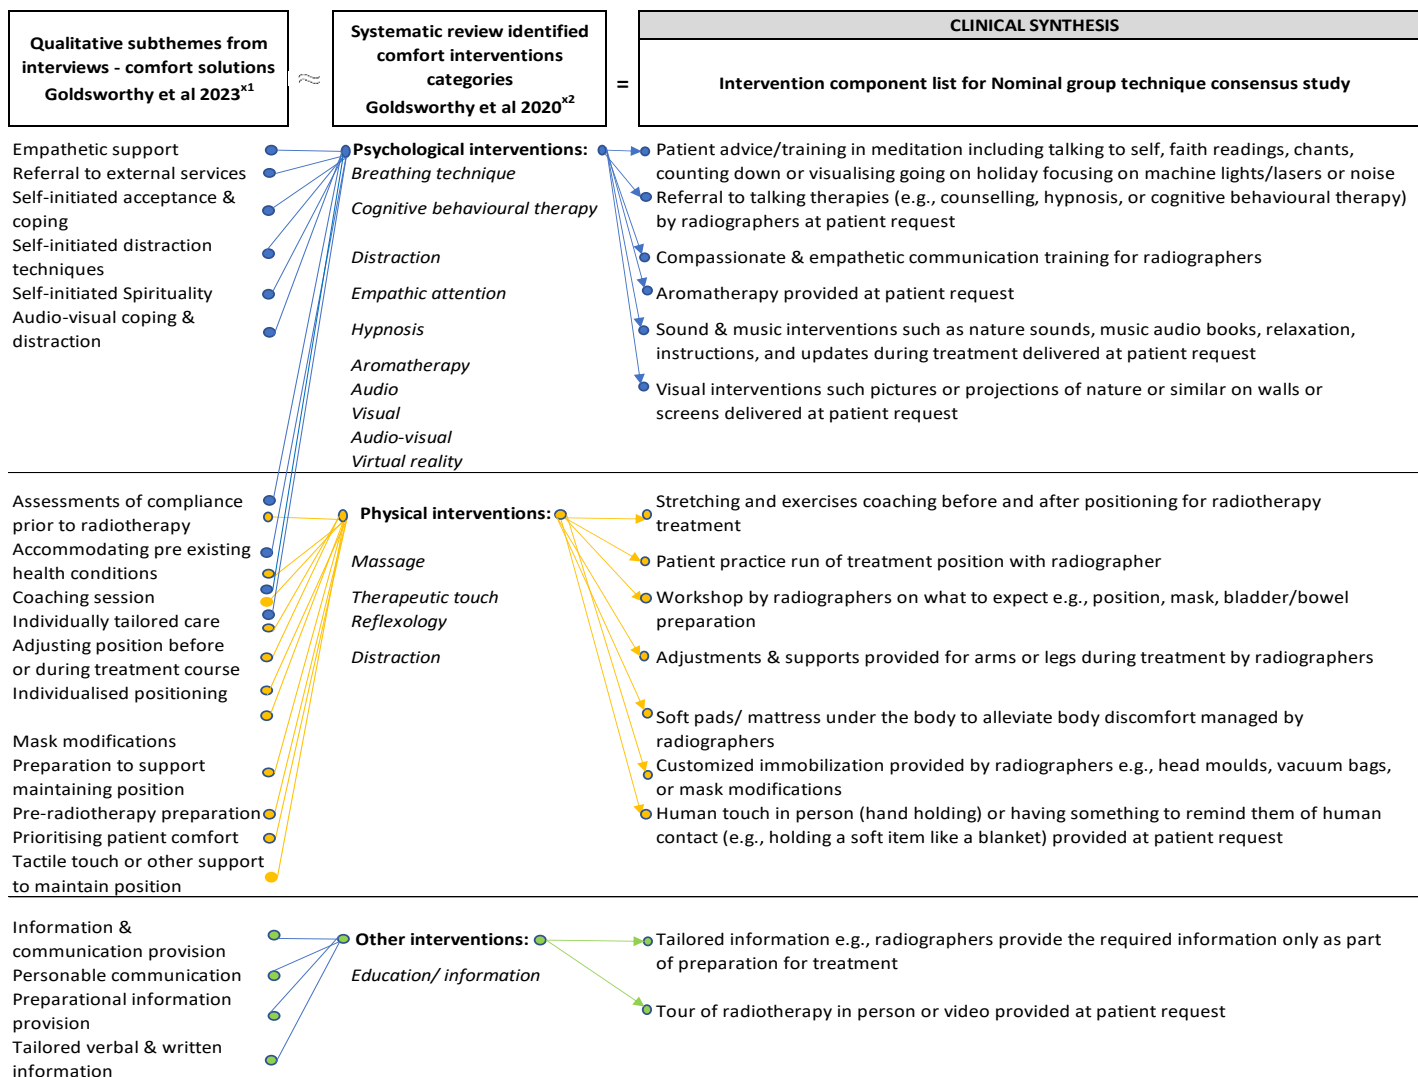 Qualitative subthemes from
interviews - comfort solutions
Goldsworthy et al 2023x1
≈
Systematic review identified
comfort interventions
categories
Goldsworthy et al 2020x2
=
CLINICAL SYNTHESIS
Intervention component list for Nominal group technique consensus study
Empathetic support
Referral to external services
Self-initiated acceptance &
coping
Self-initiated distraction
techniques
Self-initiated Spirituality
Audio-visual coping &
distraction
Psychological interventions:
Breathing technique
Cognitive behavioural therapy
Distraction
Empathic attention
Hypnosis
Aromatherapy
Audio
Visual
Audio-visual
Virtual reality
Patient advice/training in meditation including talking to self, faith readings, chants,
counting down or visualising going on holiday focusing on machine lights/lasers or noise
Referral to talking therapies (e.g., counselling, hypnosis, or cognitive behavioural therapy)
by radiographers at patient request
Compassionate & empathetic communication training for radiographers
Aromatherapy provided at patient request
Sound & music interventions such as nature sounds, music audio books, relaxation,
instructions, and updates during treatment delivered at patient request
Visual interventions such pictures or projections of nature or similar on walls or
screens delivered at patient request
Assessments of compliance
prior to radiotherapy
Accommodating pre existing
health conditions
Coaching session
Individually tailored care
Adjusting position before
or during treatment course
Individualised positioning
Mask modifications
Preparation to support
maintaining position
Pre-radiotherapy preparation
Prioritising patient comfort
Tactile touch or other support
to maintain position
Physical interventions:
Massage
Therapeutic touch
Reflexology
Distraction
Stretching and exercises coaching before and after positioning for radiotherapy
treatment
Patient practice run of treatment position with radiographer
Workshop by radiographers on what to expect e.g., position, mask, bladder/bowel
preparation
Adjustments & supports provided for arms or legs during treatment by radiographers
Soft pads/ mattress under the body to alleviate body discomfort managed by
radiographers
Customized immobilization provided by radiographers e.g., head moulds, vacuum bags,
or mask modifications
Human touch in person (hand holding) or having something to remind them of human
contact (e.g., holding a soft item like a blanket) provided at patient request
Information &
communication provision
Personable communication
Preparational information
provision
Tailored verbal & written
information
Other interventions:
Education/ information
Tailored information e.g., radiographers provide the required information only as part
of preparation for treatment
Tour of radiotherapy in person or video provided at patient request